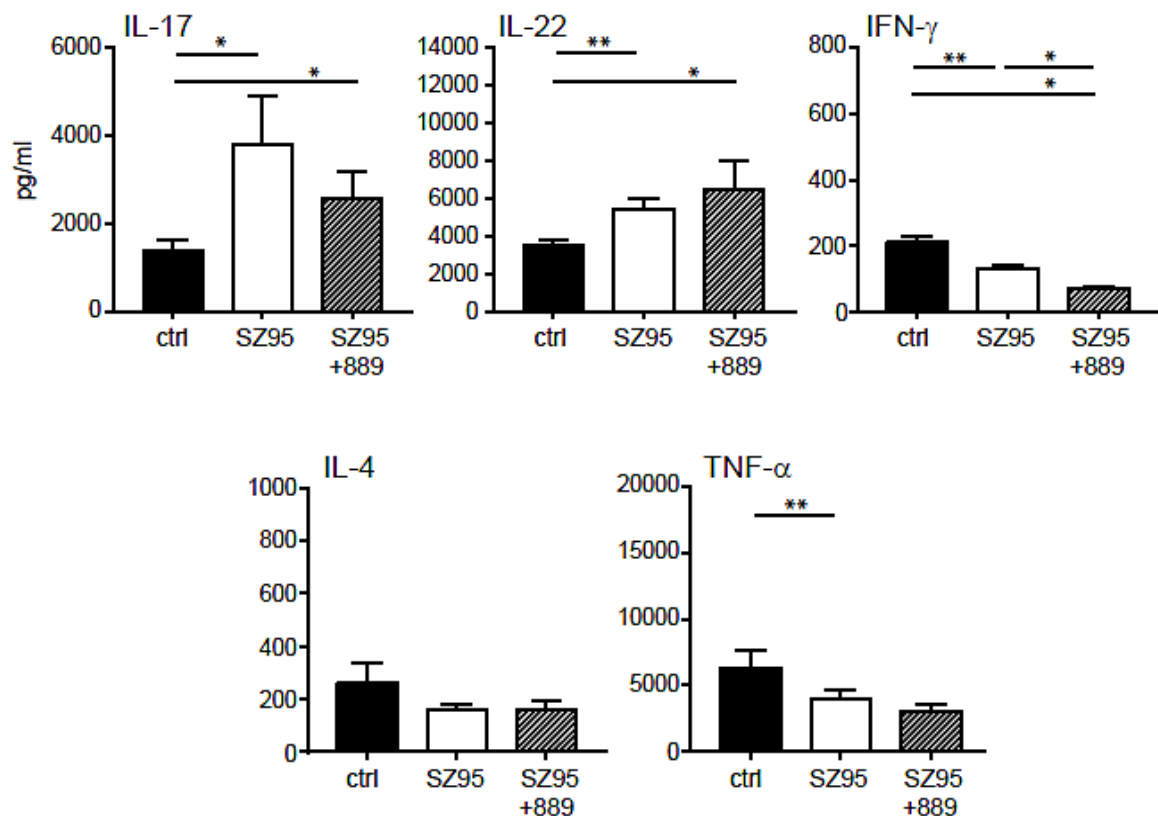 IL-17
6000
4000
2000
0
pg/ml
*
*
ctrl
SZ95
SZ95
+889
IL-22
14000
12000
10000
8000
6000
4000
2000
0
**
*
ctrl
SZ95
SZ95
+889
IFN-γ
800
600
400
200
0
**
*
*
ctrl
SZ95
SZ95
+889
IL-4
1000
800
600
400
200
0
ctrl
SZ95
SZ95
+889
TNF-α
20000
15000
10000
5000
0
**
ctrl
SZ95
SZ95
+889